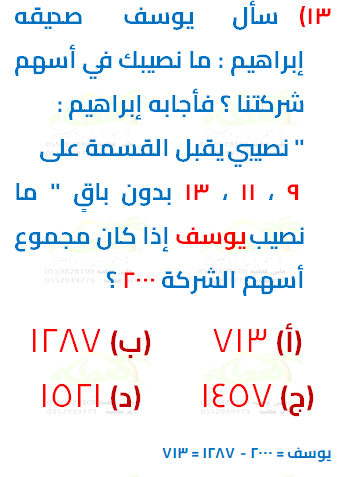 ١٣) سأل يوسف صديقه
إبراهيم : ما نصيبك في أسهم
شركتنا ؟ فأجابه إبراهيم :
" نصيبي يقبل القسمة على
٩ ، ١١ ، ١٣ بدون باقٍ " ما
نصيب يوسف إذا كان مجموع
أسهم الشركة ٢٠٠٠ ؟
(أ) ٧١٣ (ب) ١٢٨٧
(ج) ١٤٥٧ (د) ١٥٢١
يوسف = ٢٠٠٠ - ١٢٨٧ = ٧١٣